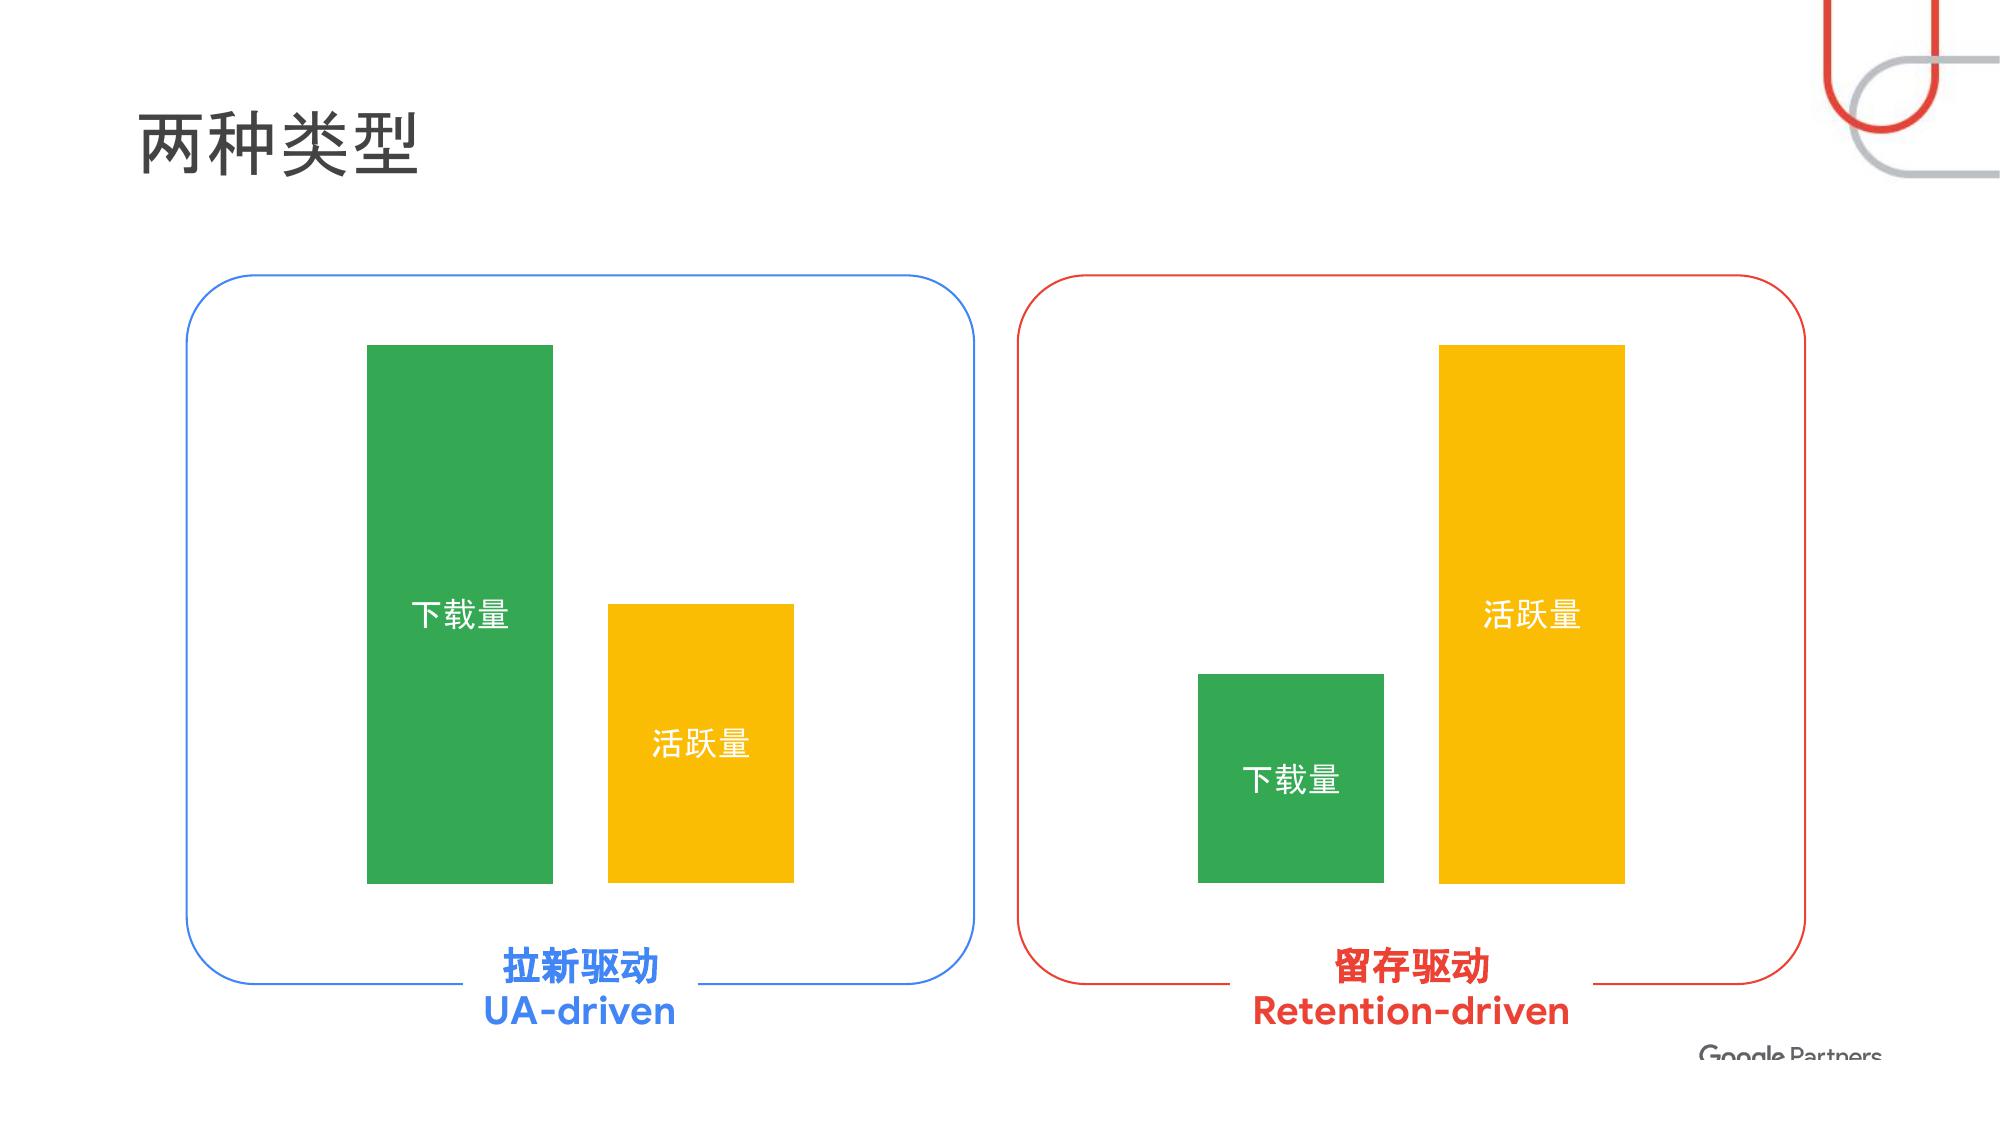 两种类型
下载量
活跃量
拉新驱动
UA-driven
下载量
活跃量
留存驱动
Retention-driven
Google Partners